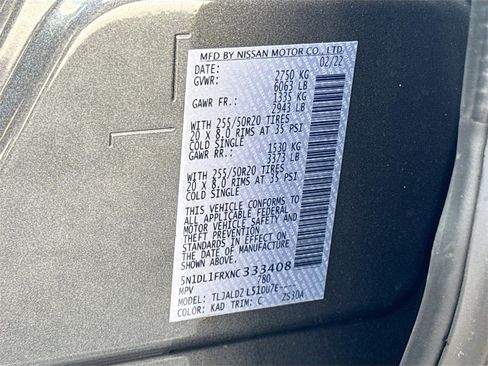 MFD BY NISSAN MOTOR CO., LTD.
DATE: 02/22
GVWR: 2750 KG
6063 LB
GAWR FR.: 1335 KG
2943 LB
WITH 255/50R20 TIRES
20 X 8.0 RIMS AT 35 PSI
COLD SINGLE
GAWR RR.: 1530 KG
3373 LB
WITH 255/50R20 TIRES
20 X 8.0 RIMS AT 35 PSI
COLD SINGLE
THIS VEHICLE CONFORMS TO
ALL APPLICABLE FEDERAL
MOTOR VEHICLE SAFETY AND
THEFT PREVENTION
STANDARDS IN EFFECT ON
THE DATE OF MANUFACTURE
SHOWN ABOVE.
5N1DL1FRXNC333408
MPV 780
MODEL:
COLOR: KAD TRIM: C 2S30A